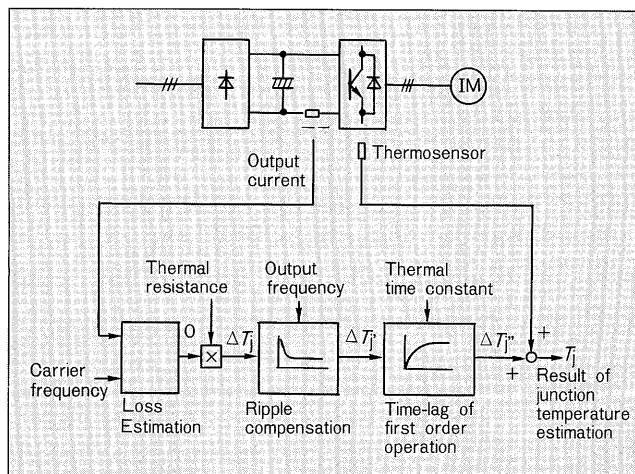 IM
Thermosensor
Output
current
Thermal
resistance
Output
frequency
Thermal
time constant
O
×
ΔTj
ΔTj'
ΔTj"
+
+
Tj
Carrier
frequency
Loss
Estimation
Ripple
compensation
Time-lag of
first order
operation
Result of
junction
temperature
estimation